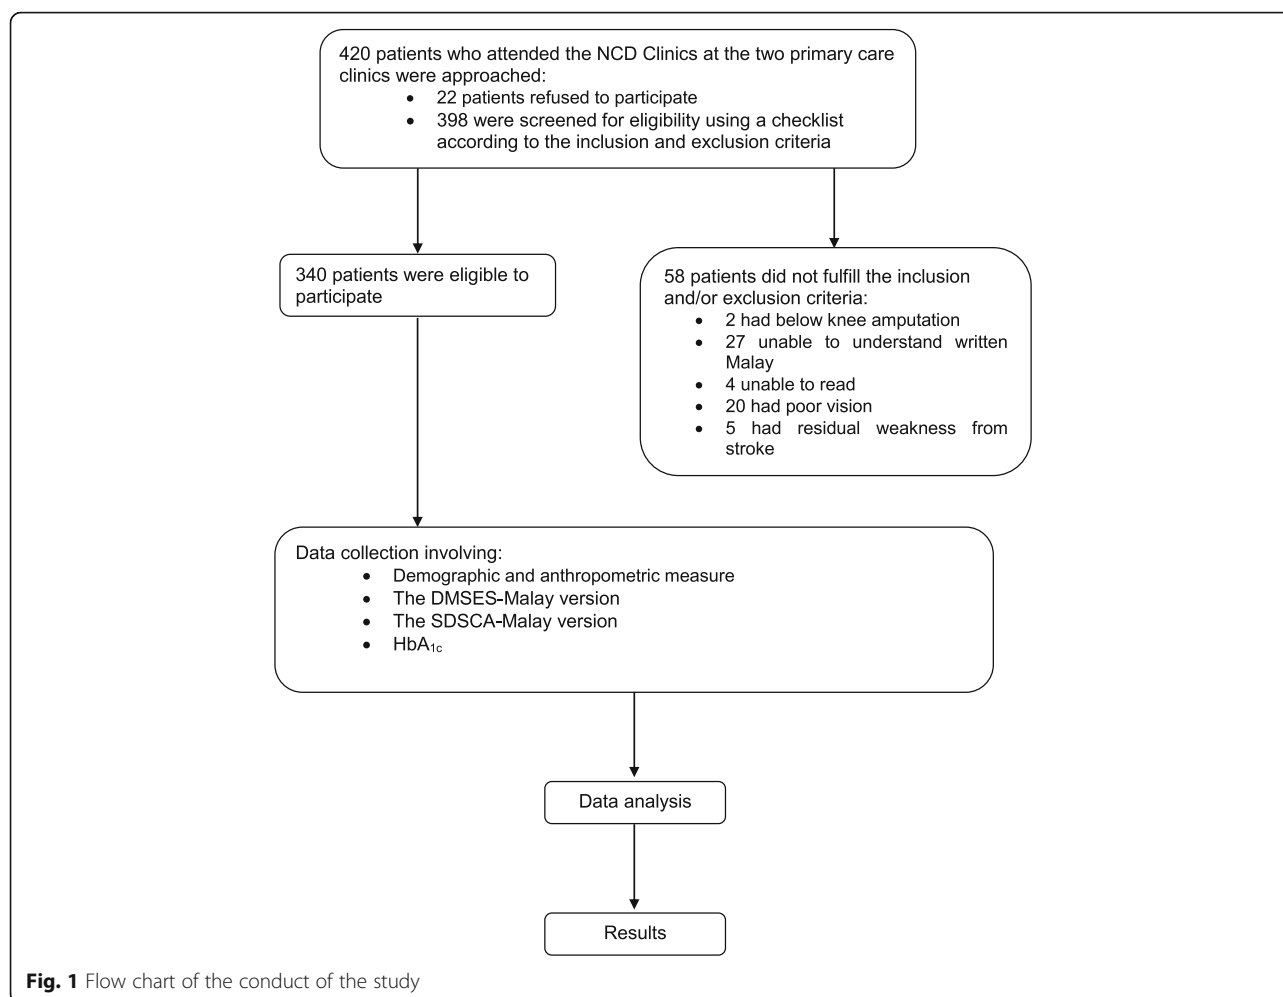 420 patients who attended the NCD Clinics at the two primary care
clinics were approached:
• 22 patients refused to participate
• 398 were screened for eligibility using a checklist
according to the inclusion and exclusion criteria
340 patients were eligible to
participate
58 patients did not fulfill the inclusion
and/or exclusion criteria:
• 2 had below knee amputation
• 27 unable to understand written
Malay
• 4 unable to read
• 20 had poor vision
• 5 had residual weakness from
stroke
Data collection involving:
• Demographic and anthropometric measure
• The DMSES-Malay version
• The SDSCA-Malay version
• HbA1c
Data analysis
Results
Fig. 1 Flow chart of the conduct of the study